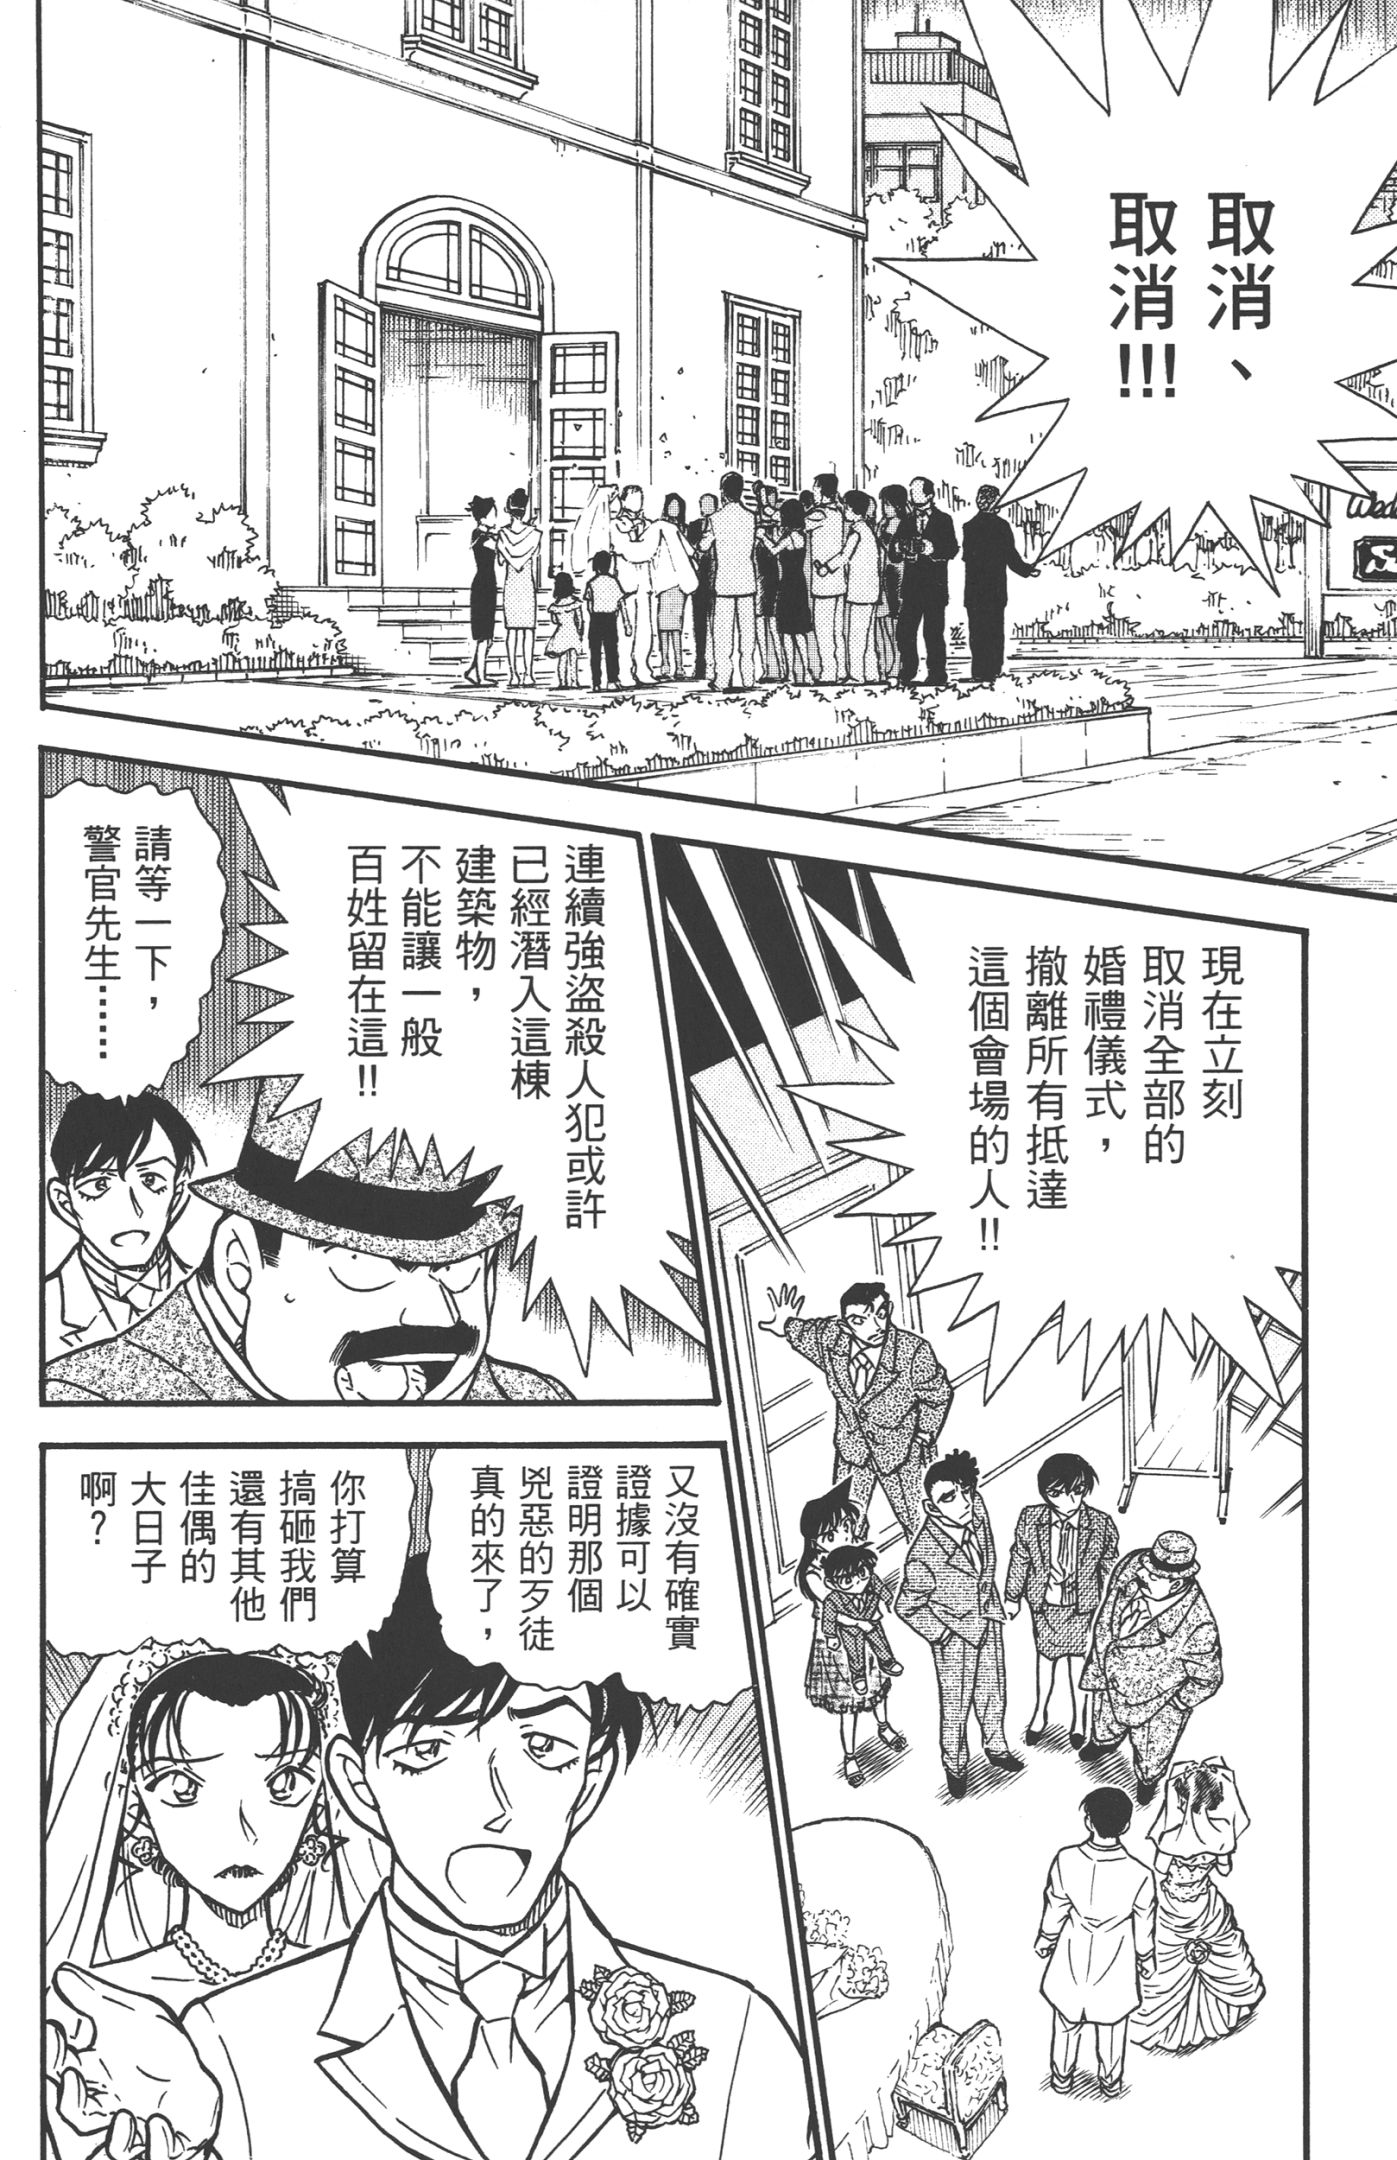 取消、
取消!!!
Wed
現在立刻
取消全部的
婚禮儀式，
撤離所有抵達
這個會場的人!!
連續強盜殺人犯或許
已經潛入這棟
建築物，
不能讓一般
百姓留在這!!
請等一下，
警官先生……
又沒有確實
證據可以
證明那個
兇惡的歹徒
真的來了，
你打算
搞砸我們
還有其他
佳偶的
大日子
啊？